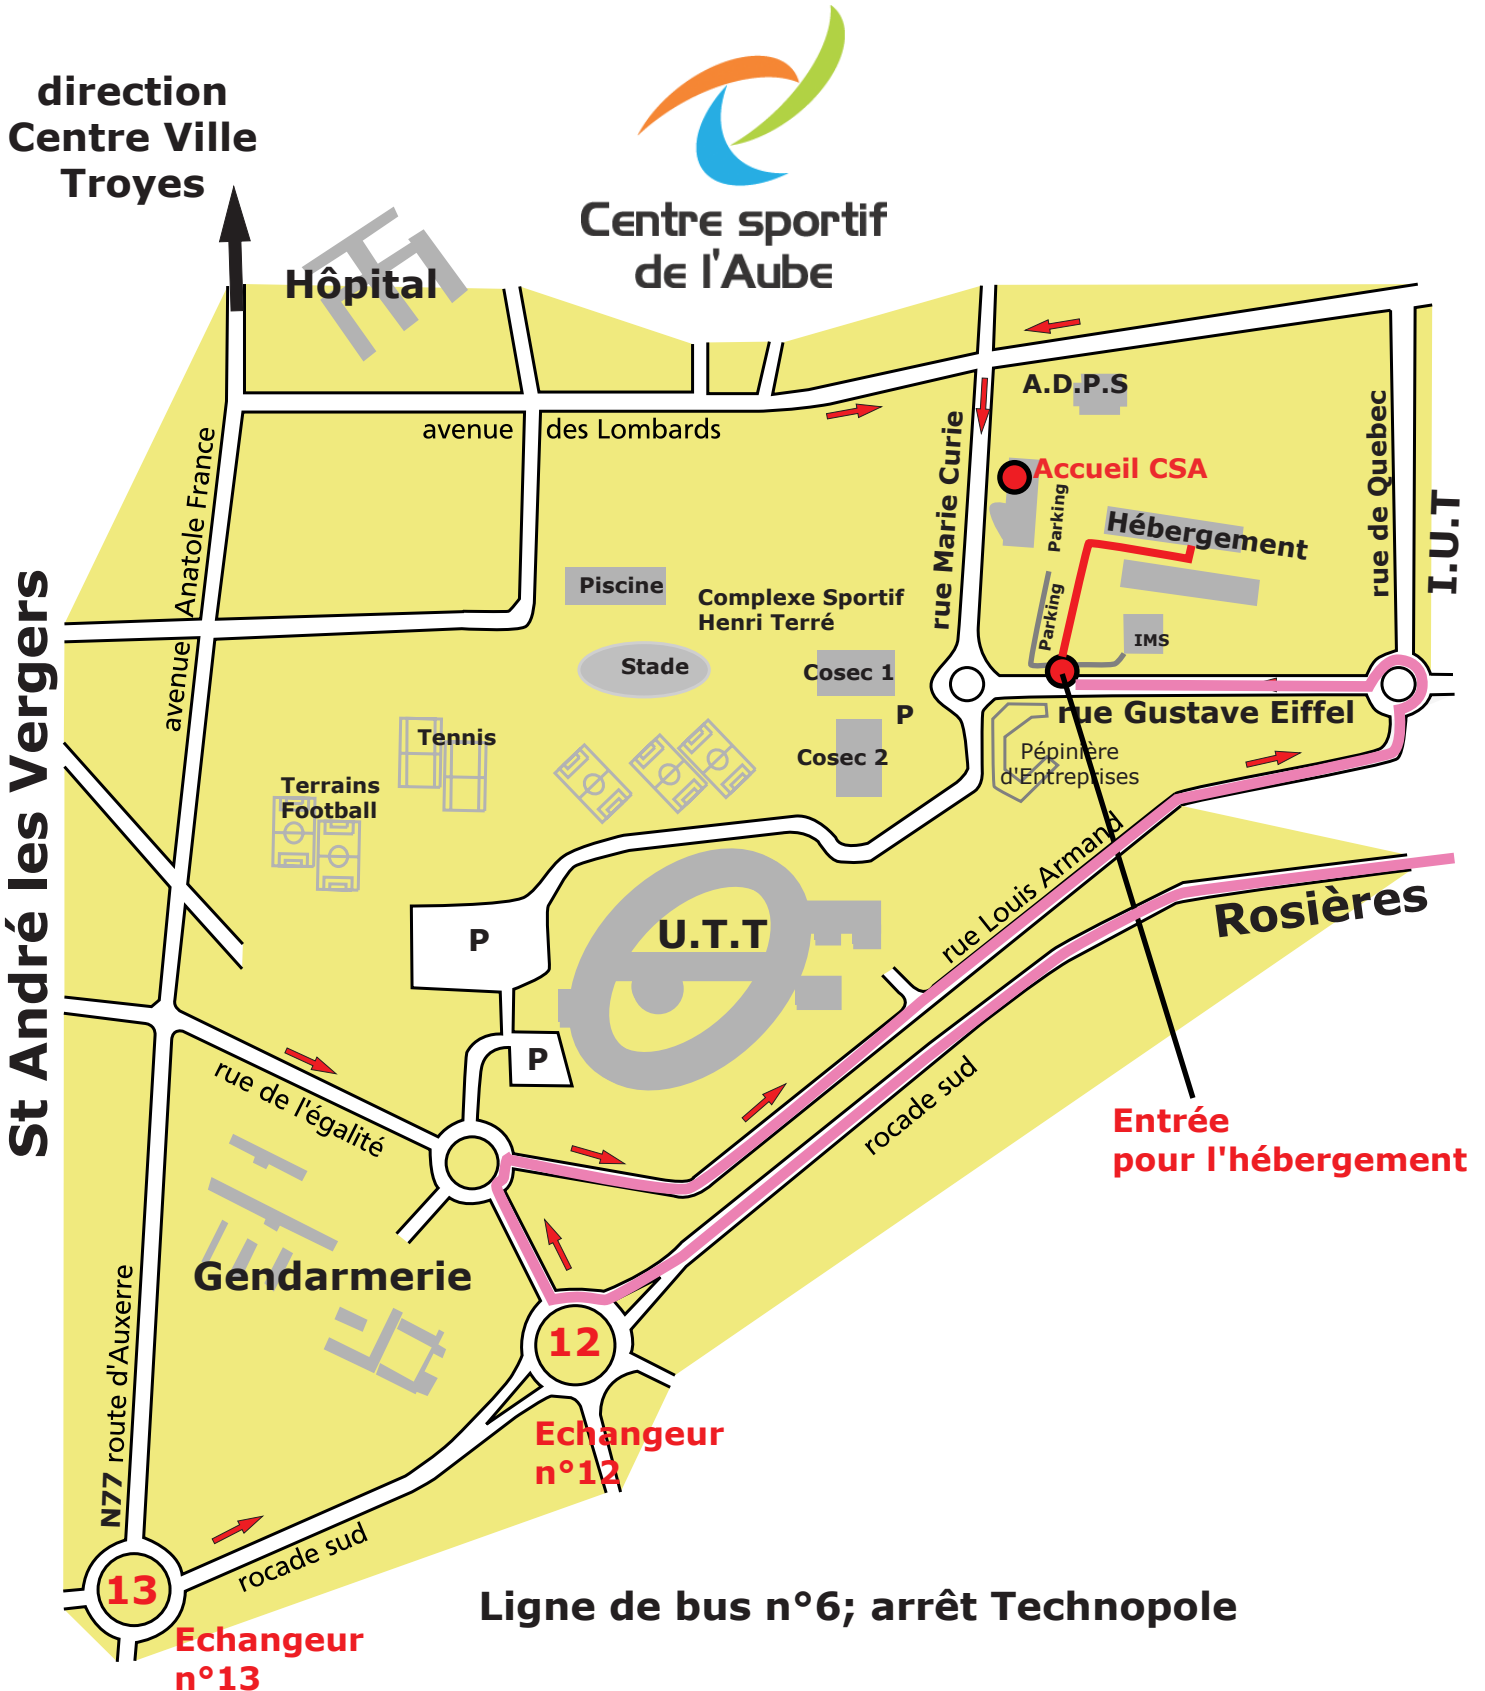 direction
Centre Ville
Troyes
Centre sportif
de l'Aube
Hôpital
A.D.P.S
avenue des Lombards
avenue Anatole France
rue Marie Curie
Accueil CSA
Parking
Hébergement
rue de Quebec
I.U.T
Piscine
Complexe Sportif
Henri Terré
Parking
IMS
Stade
Cosec 1
P
rue Gustave Eiffel
St André les Vergers
Tennis
Cosec 2
Pépinière
d'Entreprises
Terrains
Football
rue Louis Armand
Rosières
P
U.T.T
P
rue de l'égalité
rocade sud
Entrée
pour l'hébergement
Gendarmerie
12
N77 route d'Auxerre
Echangeur
n°12
rocade sud
13
Ligne de bus n°6; arrêt Technopole
Echangeur
n°13